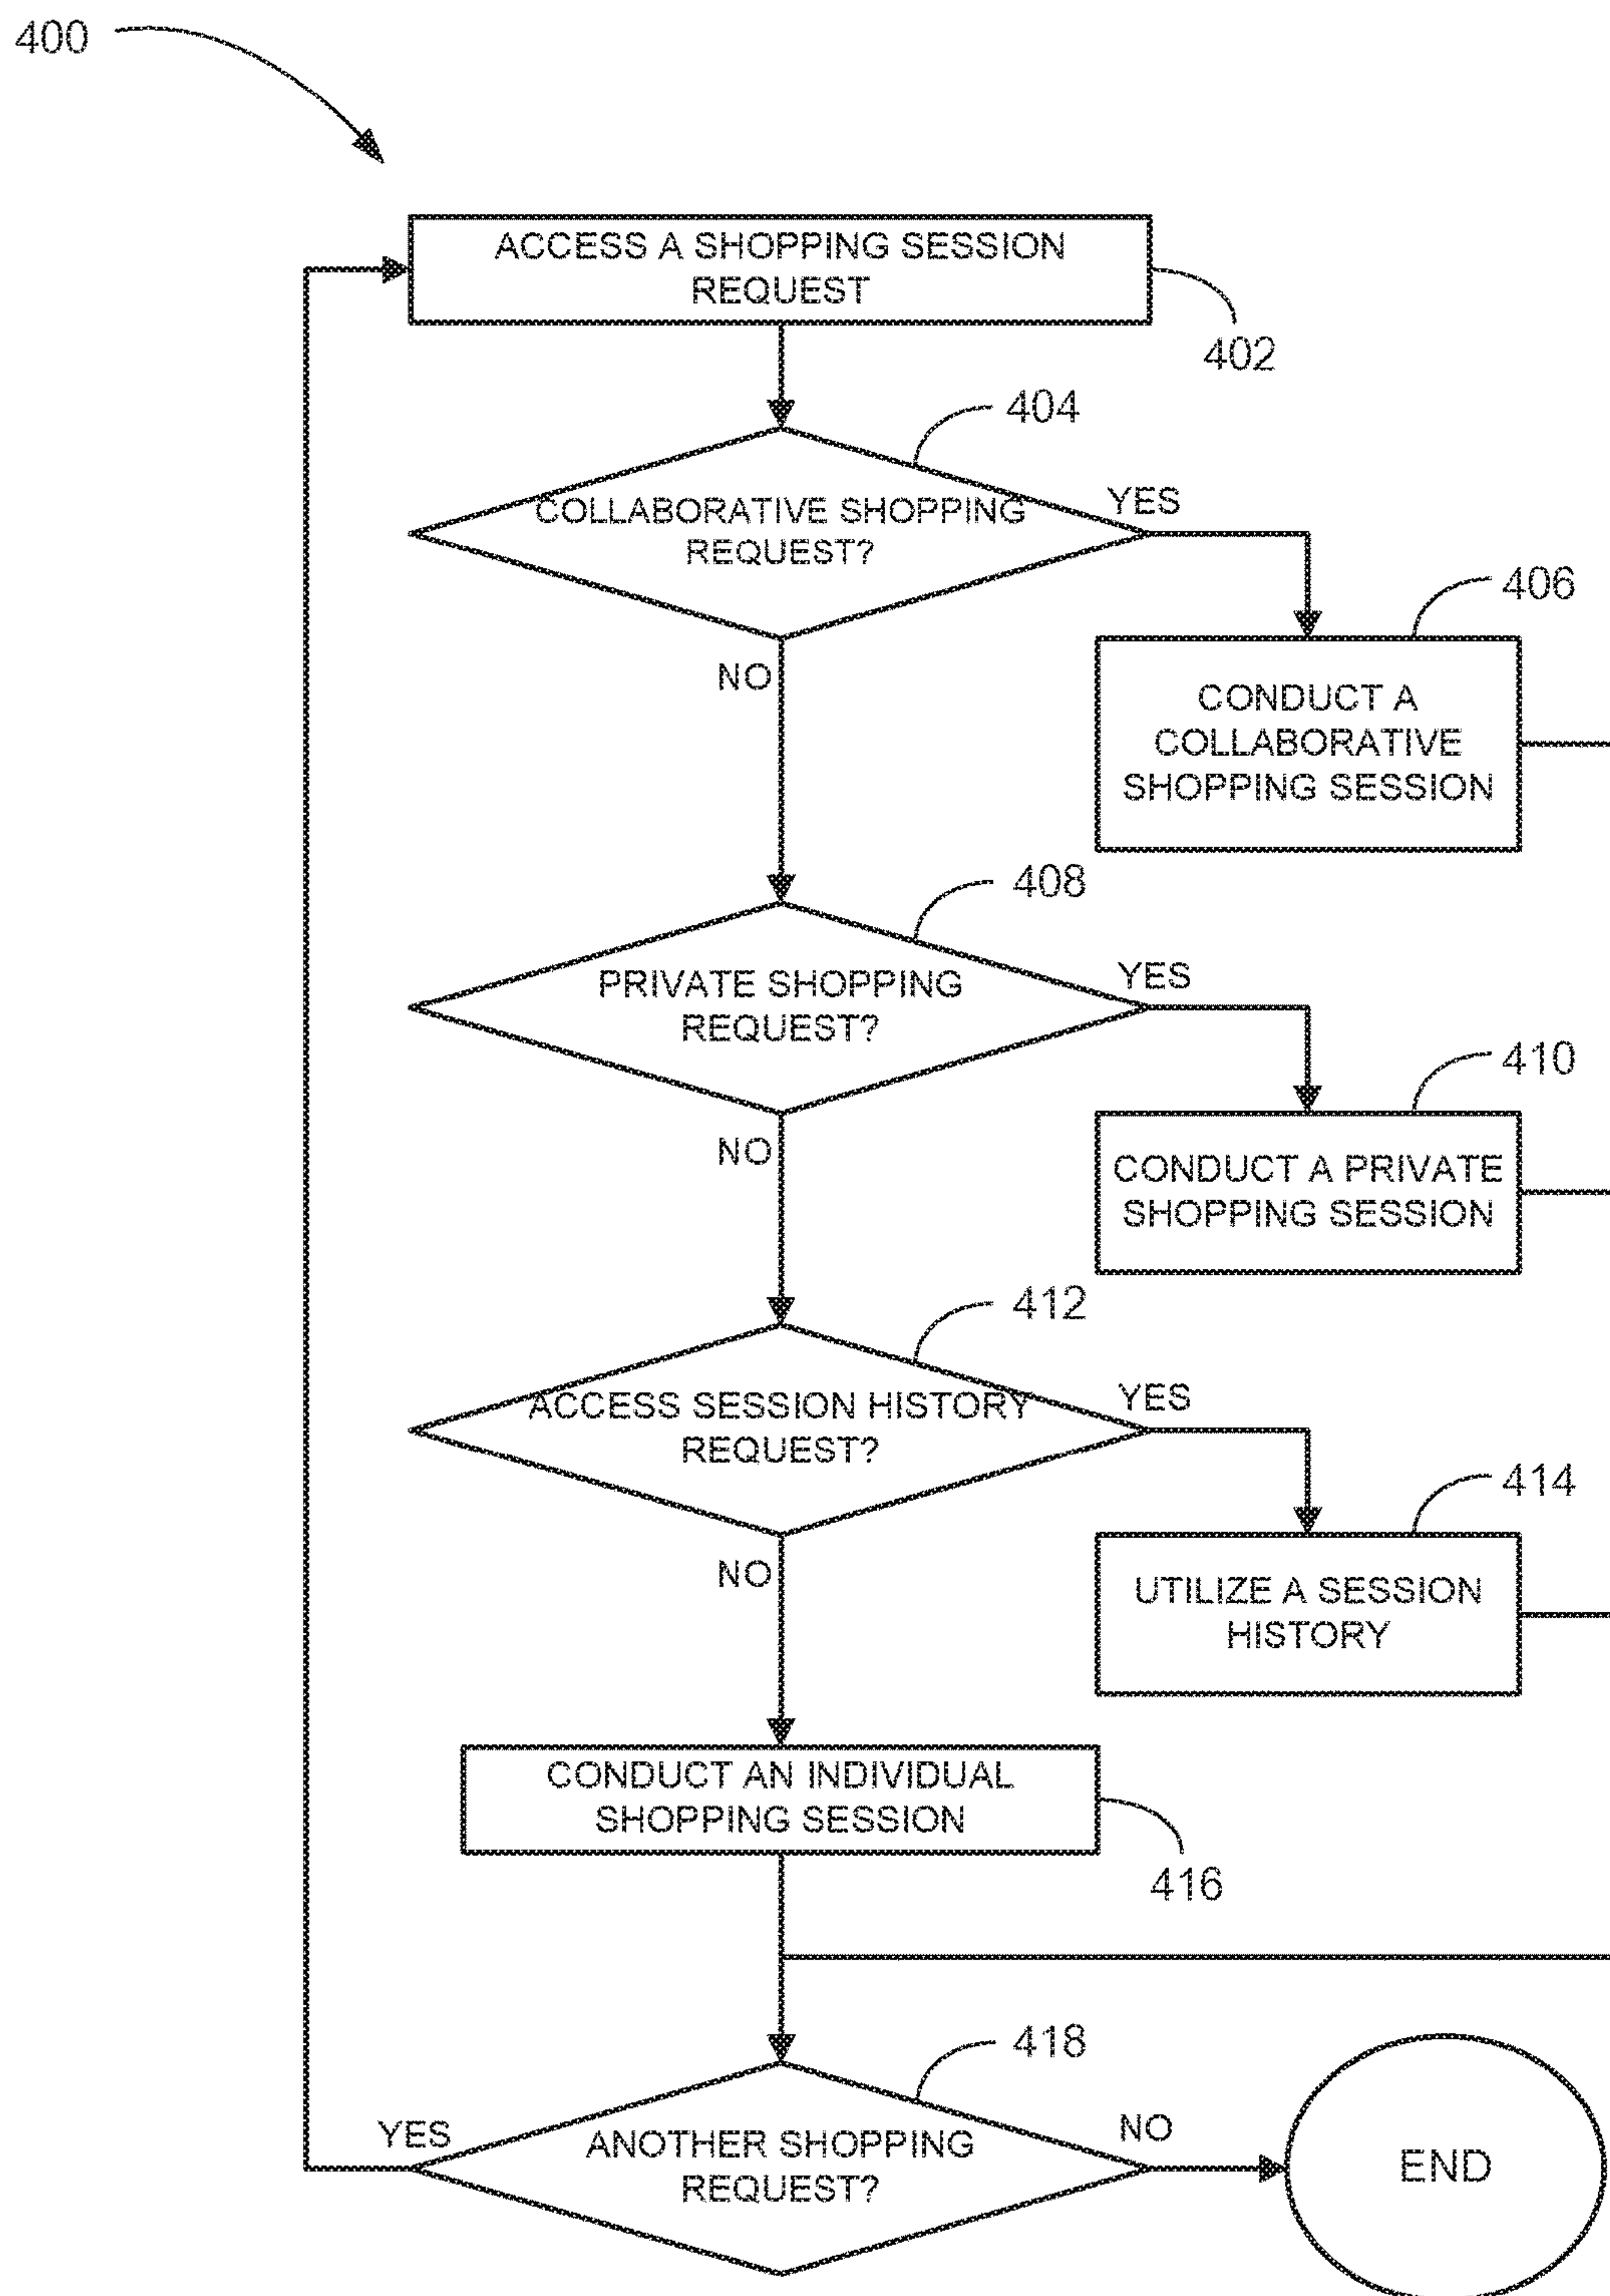 400
ACCESS A SHOPPING SESSION
REQUEST
402
404
COLLABORATIVE SHOPPING
REQUEST?
YES
NO
406
CONDUCT A
COLLABORATIVE
SHOPPING SESSION
408
PRIVATE SHOPPING
REQUEST?
YES
NO
410
CONDUCT A PRIVATE
SHOPPING SESSION
412
ACCESS SESSION HISTORY
REQUEST?
YES
NO
414
UTILIZE A SESSION
HISTORY
CONDUCT AN INDIVIDUAL
SHOPPING SESSION
416
418
YES
ANOTHER SHOPPING
REQUEST?
NO
END